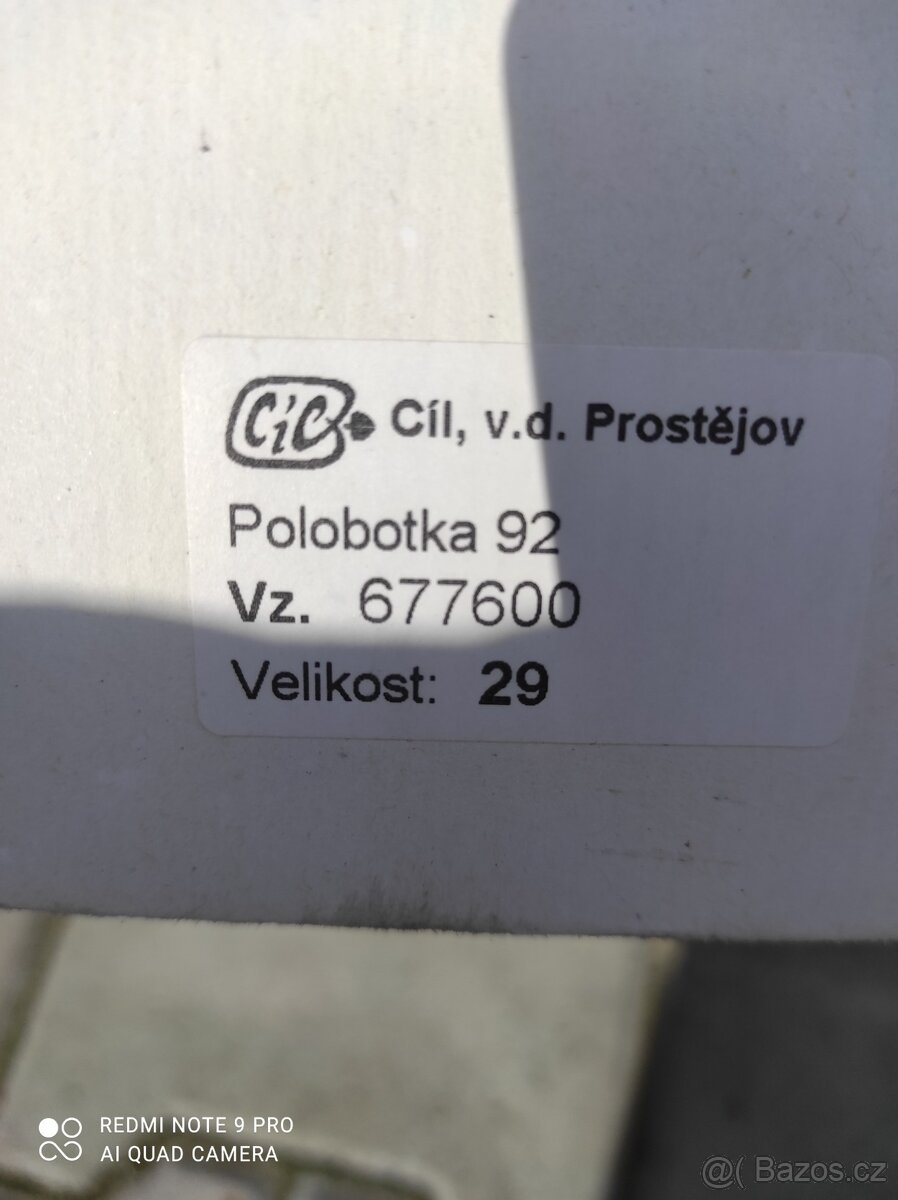 CíC Cíl, v.d. Prostějov
Polobotka 92
Vz. 677600
Velikost: 29
REDMI NOTE 9 PRO
AI QUAD CAMERA
@( Bazos.cz